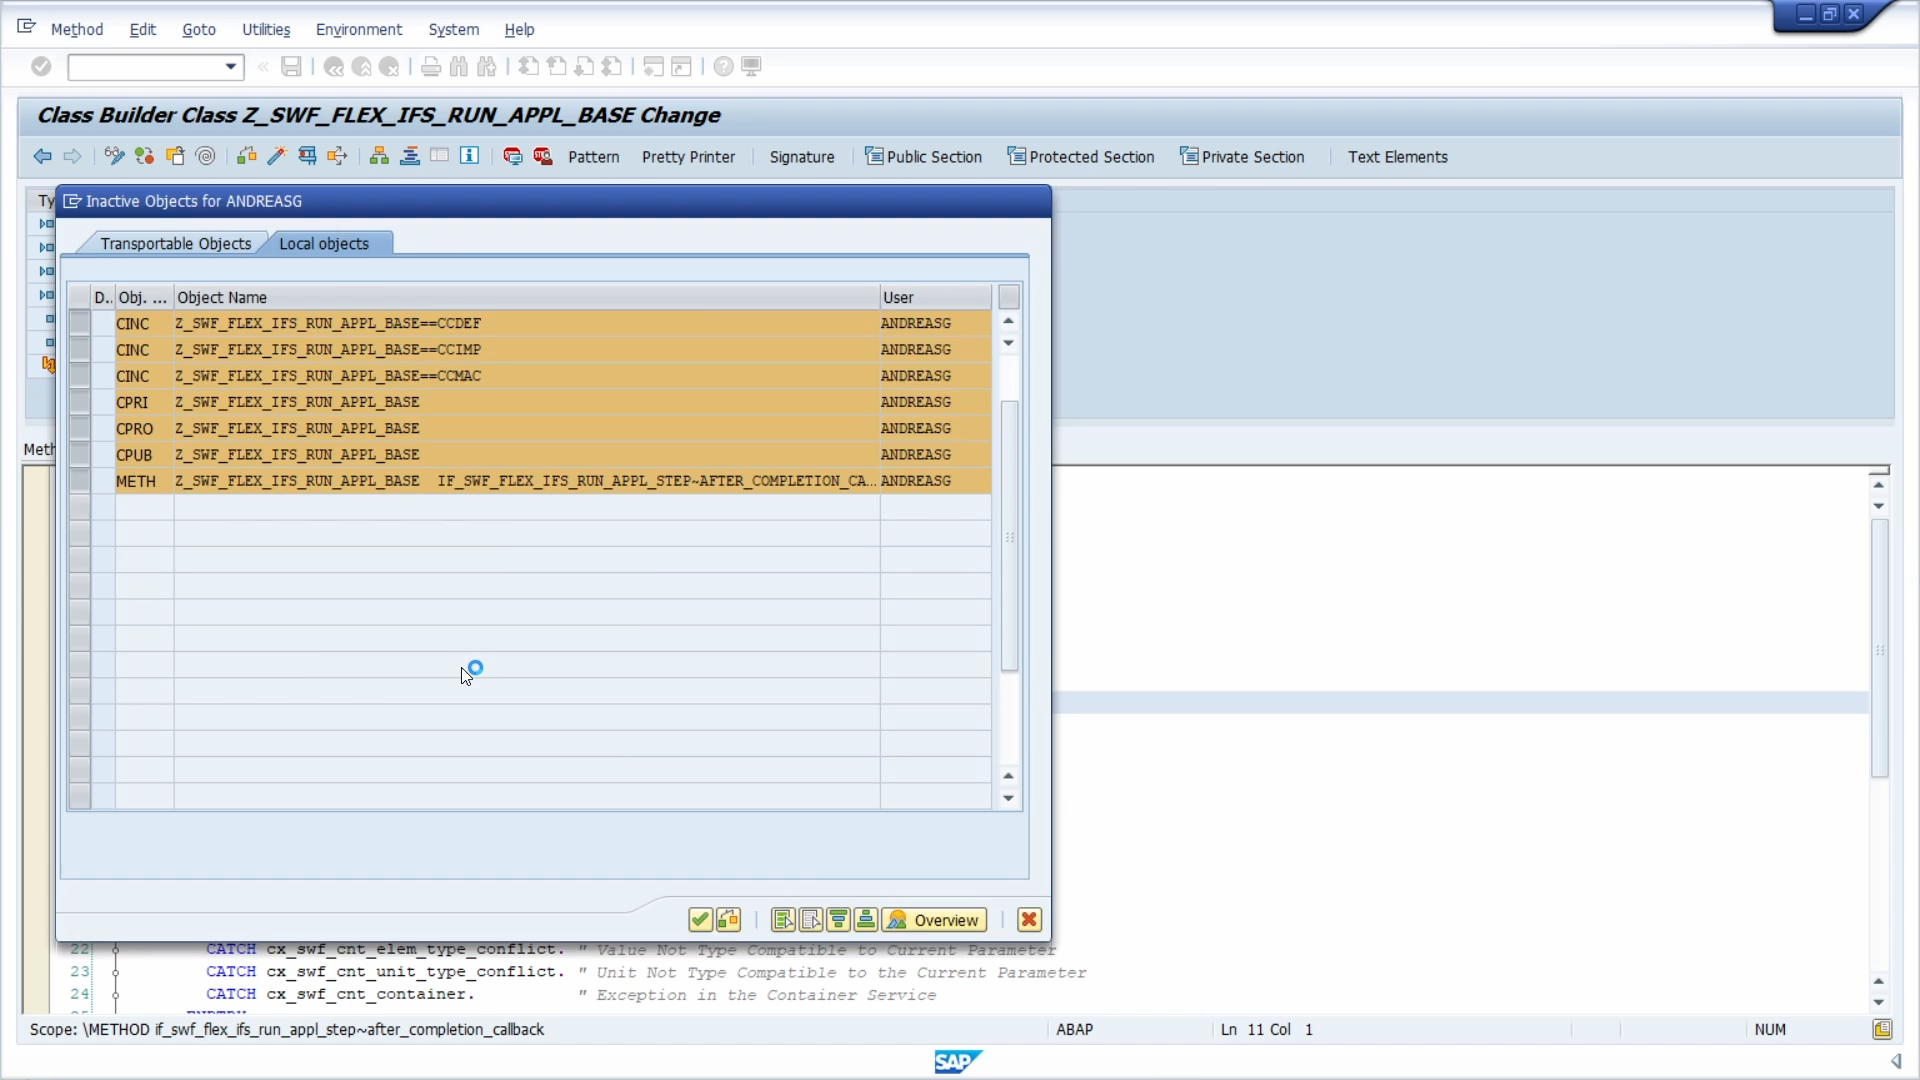 Method Edit Goto Utilities Environment System Help
Class Builder Class Z_SWF_FLEX_IFS_RUN_APPL_BASE Change
Pattern Pretty Printer Signature Public Section Protected Section Private Section Text Elements
Ty
Inactive Objects for ANDREASG
Transportable Objects Local objects
D.. Obj. ... Object Name User
CINC Z_SWF_FLEX_IFS_RUN_APPL_BASE==CCDEF ANDREASG
CINC Z_SWF_FLEX_IFS_RUN_APPL_BASE==CCIMP ANDREASG
CINC Z_SWF_FLEX_IFS_RUN_APPL_BASE==CCMAC ANDREASG
CPRI Z_SWF_FLEX_IFS_RUN_APPL_BASE ANDREASG
CPRO Z_SWF_FLEX_IFS_RUN_APPL_BASE ANDREASG
CPUB Z_SWF_FLEX_IFS_RUN_APPL_BASE ANDREASG
Meth
METH Z_SWF_FLEX_IFS_RUN_APPL_BASE IF_SWF_FLEX_IFS_RUN_APPL_STEP~AFTER_COMPLETION_CA... ANDREASG
Overview
22 CATCH cx_swf_cnt_elem_type_conflict. " Value Not Type Compatible to Current Parameter
23 CATCH cx_swf_cnt_unit_type_conflict. " Unit Not Type Compatible to the Current Parameter
24 CATCH cx_swf_cnt_container. " Exception in the Container Service
Scope: \METHOD if_swf_flex_ifs_run_appl_step~after_completion_callback ABAP Ln 11 Col 1 NUM
SAP